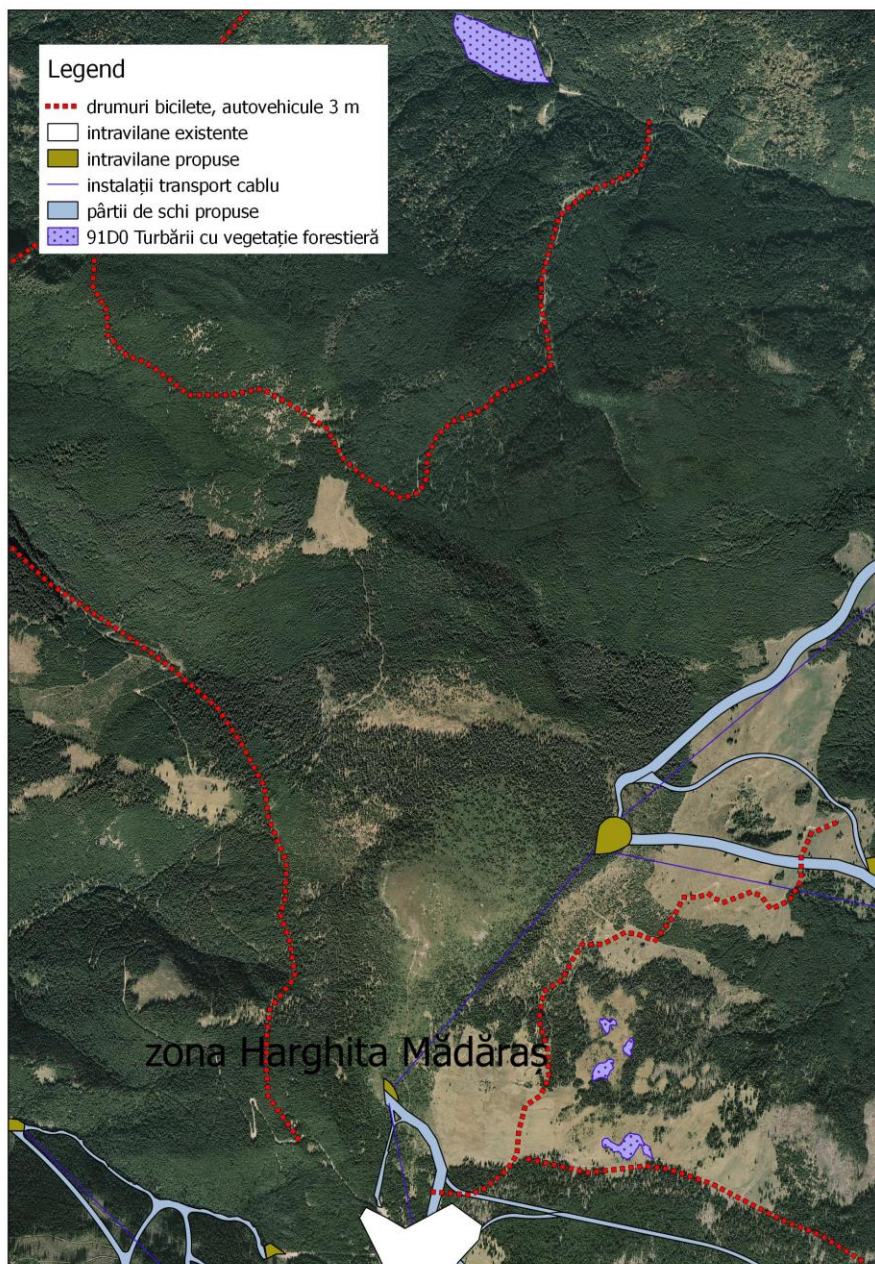 Legend
drumuri bicilete, autovehicule 3 m
intravilane existente
intravilane propuse
instalații transport cablu
pârtii de schi propuse
91D0 Turbării cu vegetație forestieră
zona Harghita Mădăraș